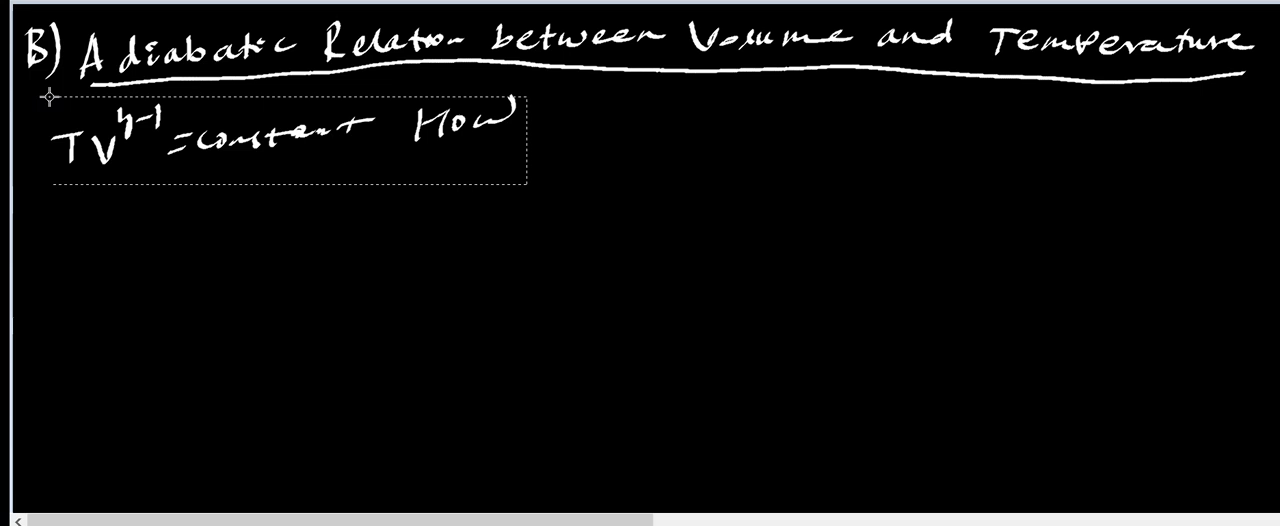 B) Adiabatic Relation between Volume and Temperature
TV^γ-1 = constant How